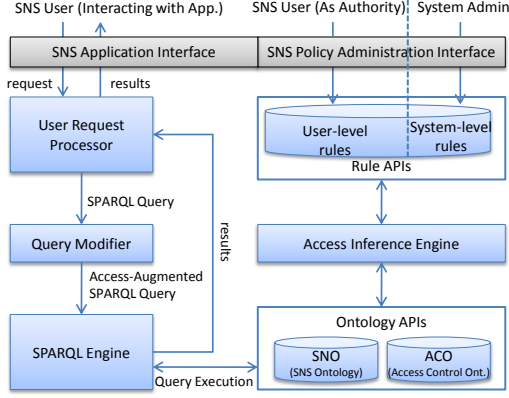 SNS User (Interacting with App.)
SNS User (As Authority)
System Admin
SNS Application Interface
SNS Policy Administration Interface
request
results
User Request
Processor
SPARQL Query
Query Modifier
Access-Augmented
SPARQL Query
SPARQL Engine
results
Query Execution
User-level
rules
System-level
rules
Rule APIs
Access Inference Engine
Ontology APIs
SNO
(SNS Ontology)
ACO
(Access Control Ont.)